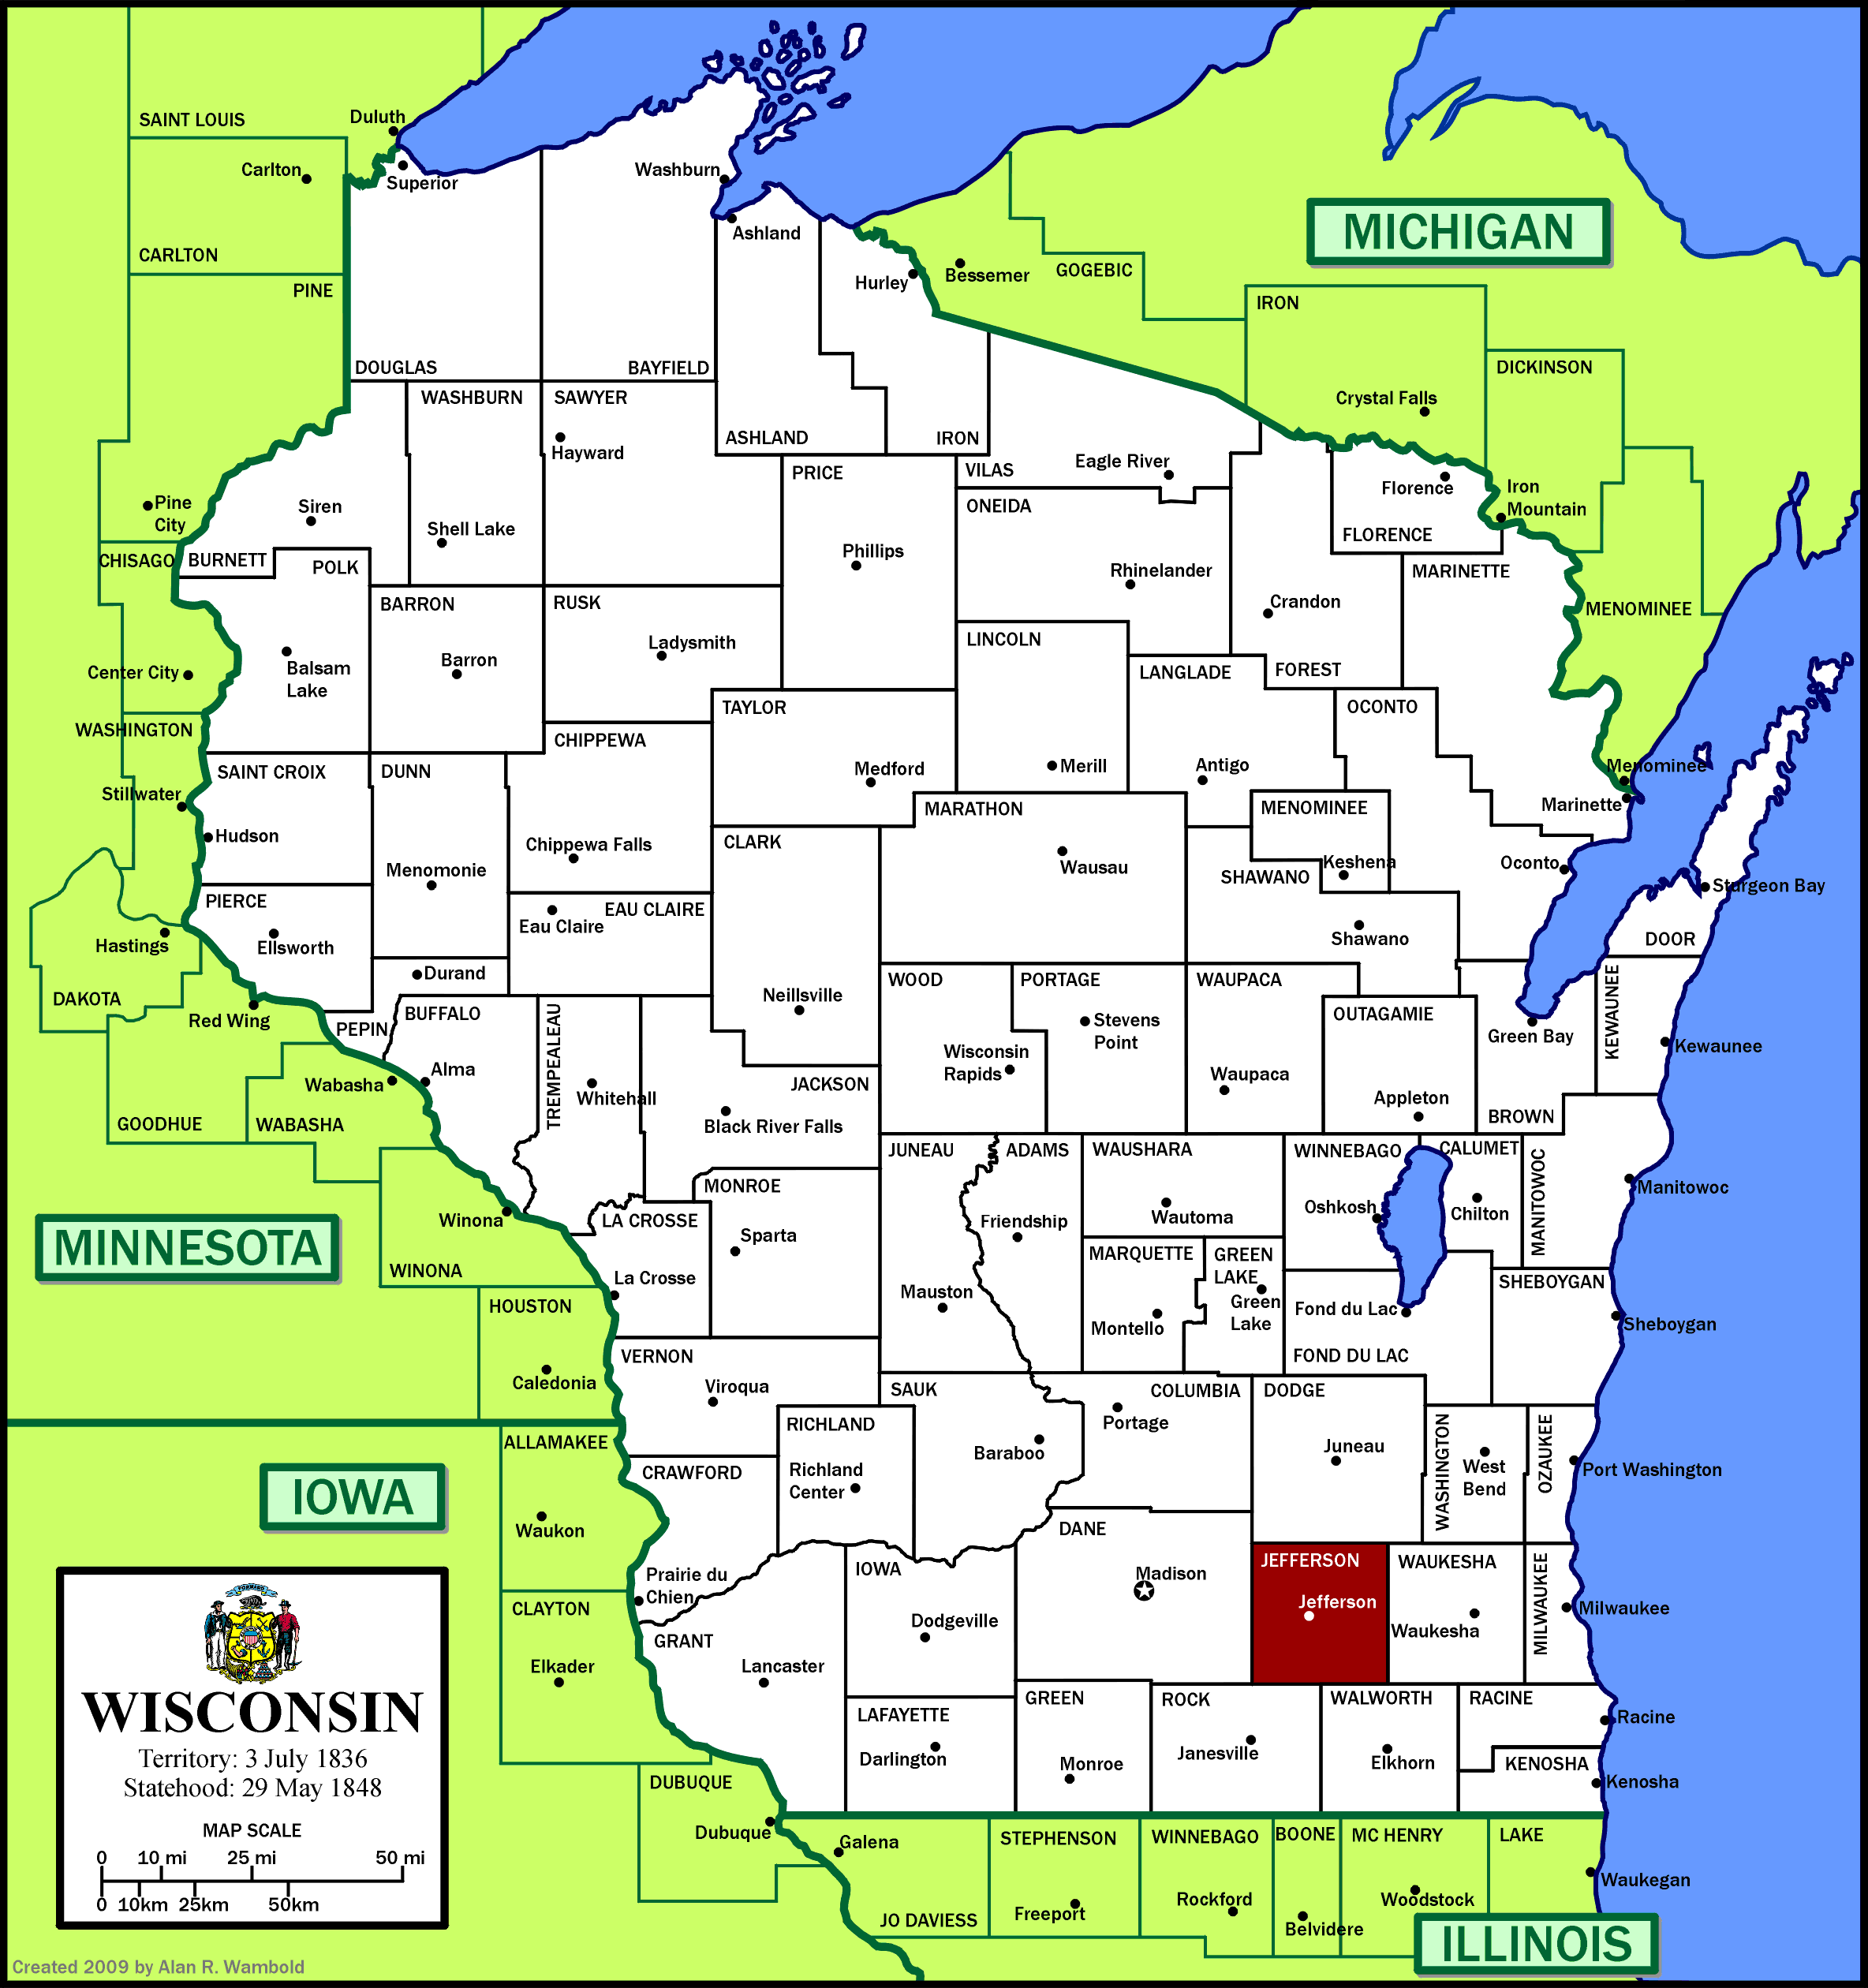 SAINT LOUIS
Duluth
Carlton
Superior
Washburn
Ashland
CARLTON
PINE
Hurley
Bessemer
GOGEBIC
MICHIGAN
IRON
DICKINSON
Crystal Falls
DOUGLAS
BAYFIELD
WASHBURN
SAWYER
Hayward
ASHLAND
IRON
PRICE
VILAS
Eagle River
ONEIDA
Florence
Iron
Mountain
FLORENCE
Pine
City
Siren
Shell Lake
CHISAGO
BURNETT
POLK
Phillips
Rhinelander
MARINETTE
MENOMINEE
BARRON
RUSK
Crandon
Ladysmith
LINCOLN
LANGLADE
FOREST
Center City
Balsam
Lake
Barron
WASHINGTON
TAYLOR
OCONTO
CHIPPEWA
SAINT CROIX
DUNN
Medford
Merill
Antigo
Menominee
Marinette
Stillwater
Hudson
MARATHON
MENOMINEE
Chippewa Falls
CLARK
Wausau
Keshena
Oconto
Menomonie
SHAWANO
Sturgeon Bay
PIERCE
EAU CLAIRE
Eau Claire
Hastings
Ellsworth
Shawano
DOOR
DAKOTA
Durand
WOOD
PORTAGE
WAUPACA
KEWAUNEE
Red Wing
PEPIN
BUFFALO
TREMPEALEAU
Neillsville
OUTAGAMIE
Green Bay
Stevens
Point
Kewaunee
Wisconsin
Rapids
Wabasha
Alma
Whitehall
JACKSON
Waupaca
Appleton
BROWN
GOODHUE
WABASHA
Black River Falls
JUNEAU
ADAMS
WAUSHARA
WINNEBAGO
CALUMET
MANITOWOC
MONROE
Manitowoc
Winona
LA CROSSE
Sparta
Friendship
Wautoma
Oshkosh
Chilton
MINNESOTA
WINONA
MARQUETTE
GREEN
LAKE
La Crosse
Mauston
Montello
Green
Lake
Fond du Lac
SHEBOYGAN
Sheboygan
HOUSTON
VERNON
FOND DU LAC
Caledonia
Viroqua
SAUK
COLUMBIA
DODGE
Portage
RICHLAND
WASHINGTON
OZAUKEE
ALLAMAKEE
CRAWFORD
Baraboo
Juneau
West
Bend
Port Washington
IOWA
Richland
Center
Waukon
DANE
IOWA
JEFFERSON
WAUKESHA
MILWAUKEE
Prairie du
Chien
Madison
Jefferson
Milwaukee
CLAYTON
GRANT
Dodgeville
Waukesha
Elkader
Lancaster
WISCONSIN
Territory: 3 July 1836
Statehood: 29 May 1848
LAFAYETTE
GREEN
ROCK
WALWORTH
RACINE
Racine
Darlington
Monroe
Janesville
Elkhorn
KENOSHA
Kenosha
DUBUQUE
Dubuque
MAP SCALE
0 10 mi 25 mi 50 mi
0 10km 25km 50km
Galena
STEPHENSON
WINNEBAGO
BOONE
MC HENRY
LAKE
Waukegan
Freeport
Rockford
Woodstock
JO DAVIESS
Belvidere
ILLINOIS
Created 2009 by Alan R. Wambold